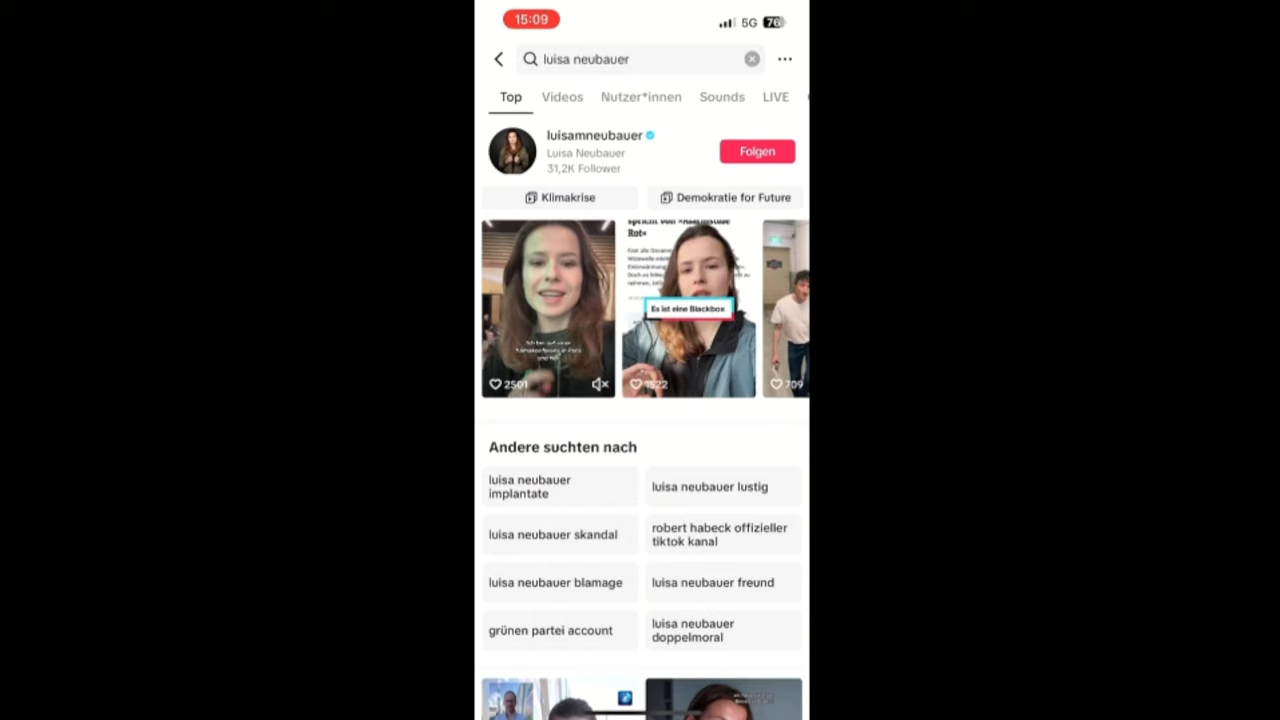 15:09
5G 76
luisa neubauer
Top Videos Nutzer*innen Sounds LIVE
luisamneubauer
Luisa Neubauer
31,2K Follower
Folgen
Klimakrise
Demokratie for Future
Rot«
Es ist eine Blackbox
2501
1522
709
Andere suchten nach
luisa neubauer
implantate
luisa neubauer lustig
luisa neubauer skandal
robert habeck offizieller
tiktok kanal
luisa neubauer blamage
luisa neubauer freund
grünen partei account
luisa neubauer
doppelmoral